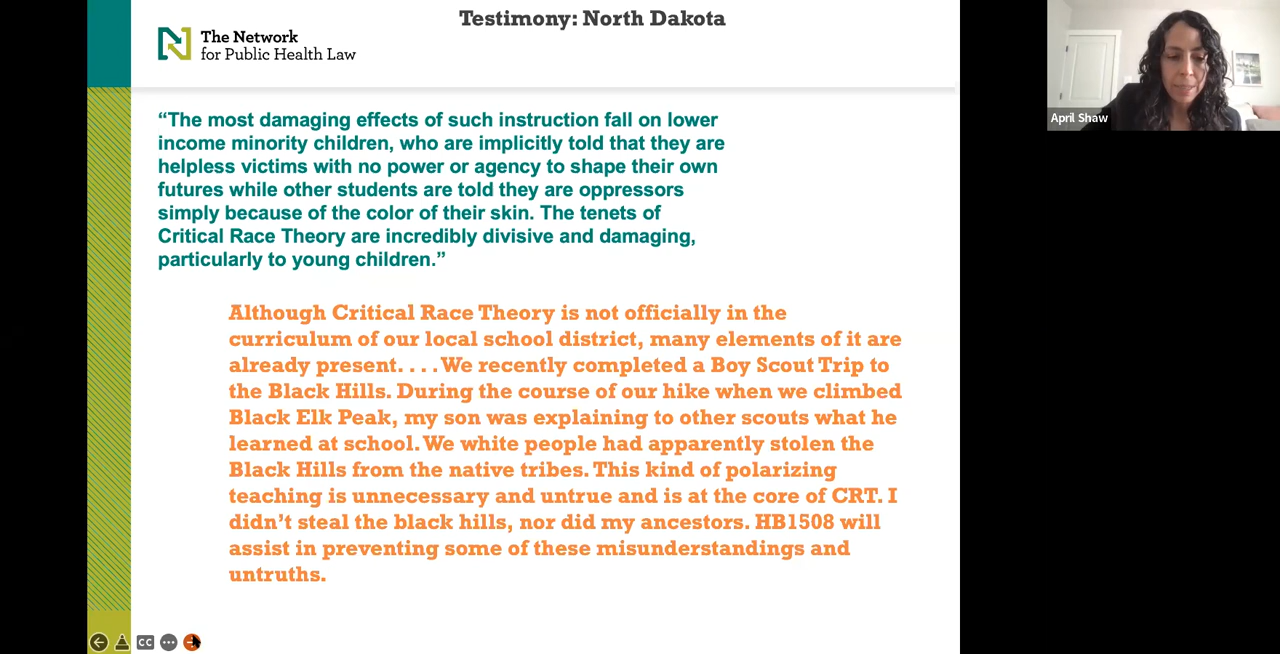 Testimony: North Dakota
The Network
for Public Health Law
April Shaw
“The most damaging effects of such instruction fall on lower
income minority children, who are implicitly told that they are
helpless victims with no power or agency to shape their own
futures while other students are told they are oppressors
simply because of the color of their skin. The tenets of
Critical Race Theory are incredibly divisive and damaging,
particularly to young children.”
Although Critical Race Theory is not officially in the
curriculum of our local school district, many elements of it are
already present. . . . We recently completed a Boy Scout Trip to
the Black Hills. During the course of our hike when we climbed
Black Elk Peak, my son was explaining to other scouts what he
learned at school. We white people had apparently stolen the
Black Hills from the native tribes. This kind of polarizing
teaching is unnecessary and untrue and is at the core of CRT. I
didn’t steal the black hills, nor did my ancestors. HB1508 will
assist in preventing some of these misunderstandings and
untruths.
CC